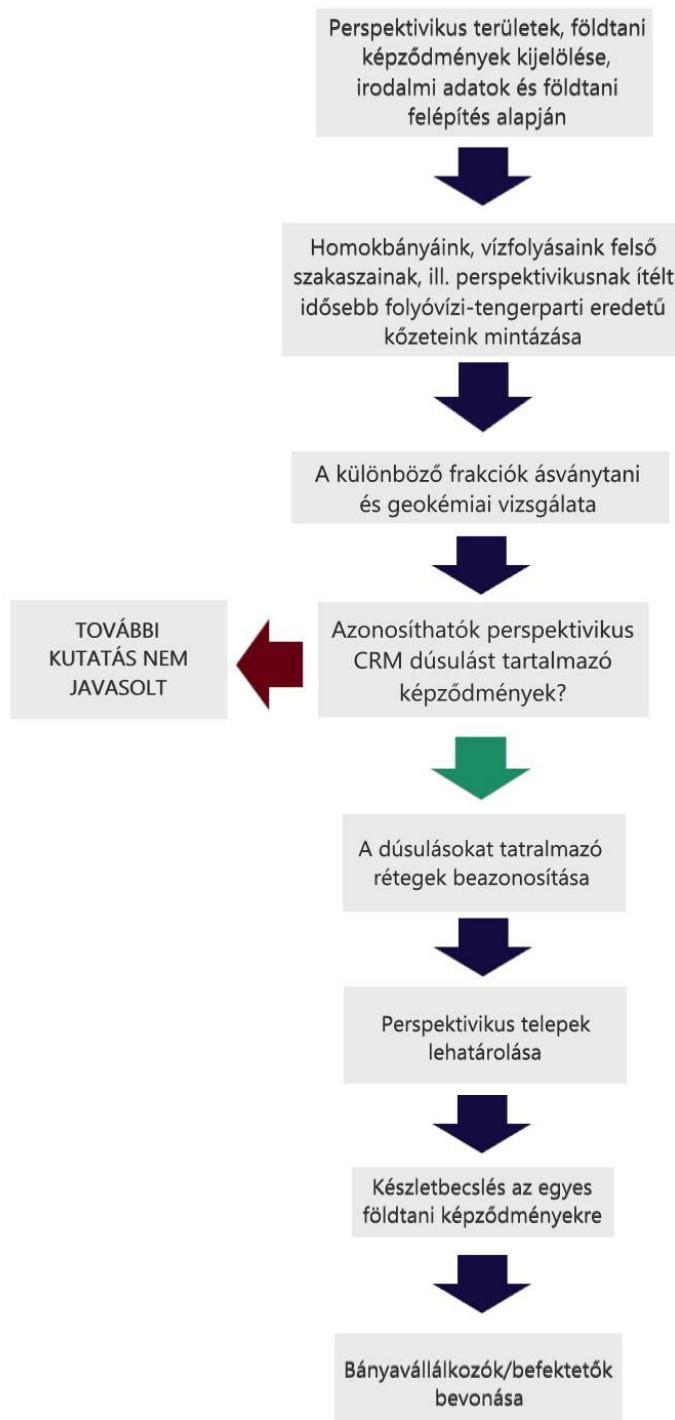 Perspektivikus területek, földtani
képződmények kijelölése,
irodalmi adatok és földtani
felépítés alapján
Homokbányáink, vízfolyásaink felső
szakaszainak, ill. perspektivikusnak ítélt
idősebb folyóvízi-tengerparti eredetű
kőzeteink mintázása
A különböző frakciók ásványtani
és geokémiai vizsgálata
Azonosíthatók perspektivikus
CRM dúsulást tartalmazó
képződmények?
TOVÁBBI
KUTATÁS NEM
JAVASOLT
A dúsulásokat tatralmazó
rétegek beazonosítása
Perspektivikus telepek
lehatárolása
Készletbecslés az egyes
földtani képződményekre
Bányavállálkozók/befektetők
bevonása